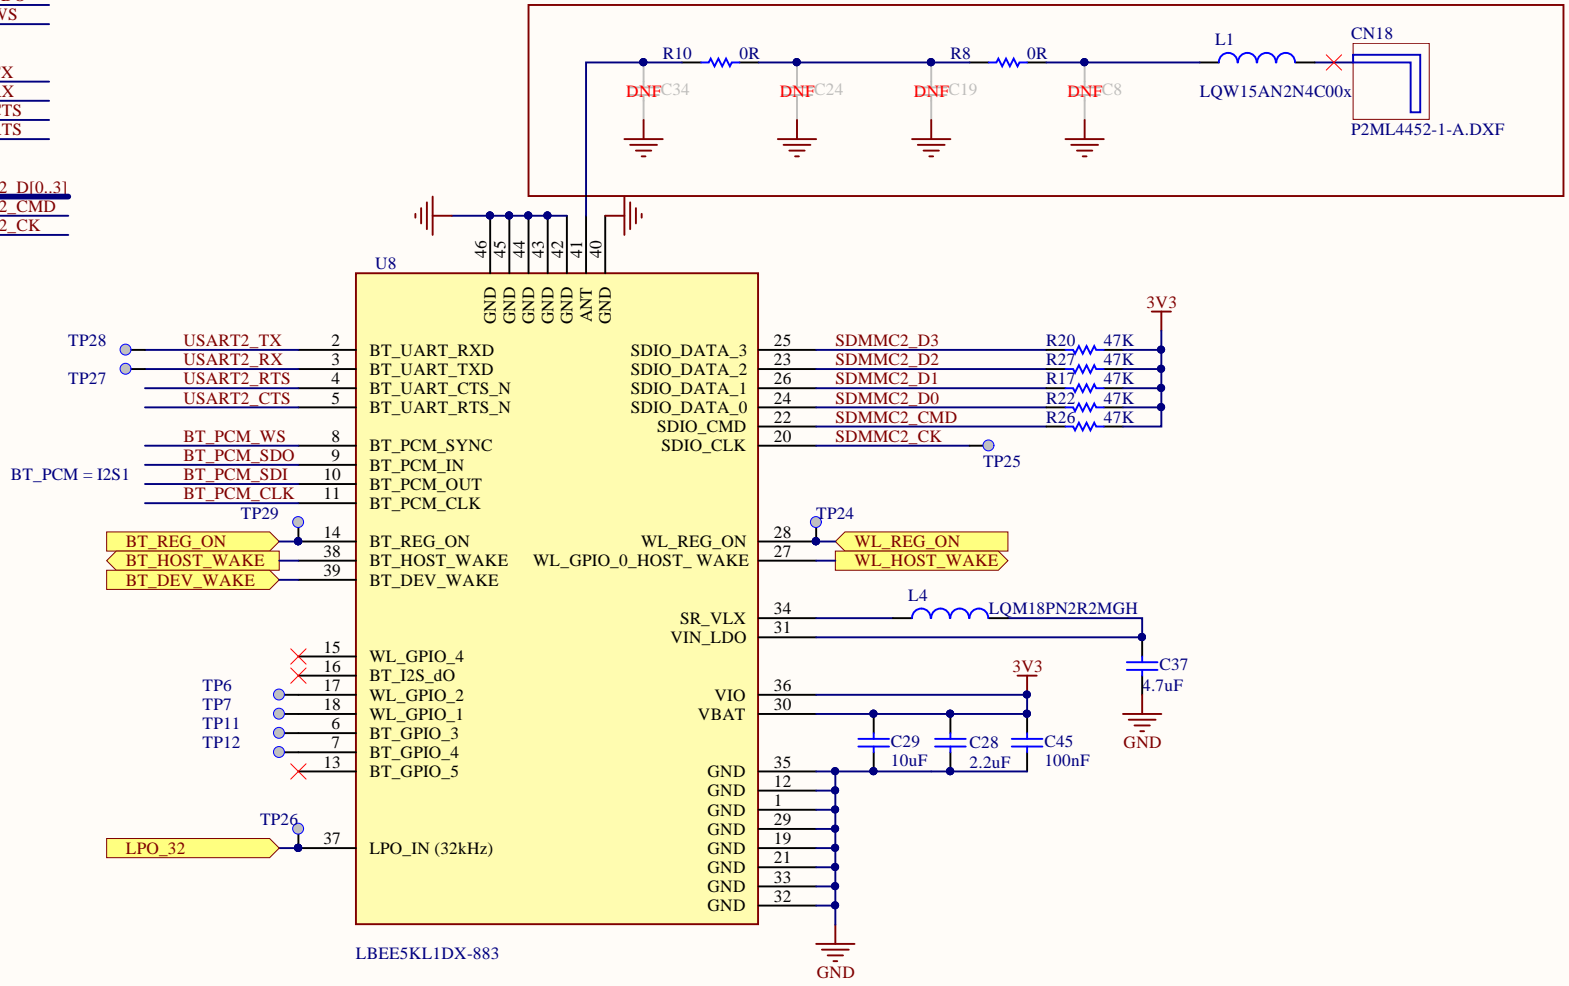 WS
X
X
CTS
RTS
2_D[0..3]
2_CMD
2_CK
R10 0R R8 0R L1 CN18
DNF C34 DNF C24 DNF C19 DNF C8 LQW15AN2N4C00x
P2ML4452-1-A.DXF
46 45 44 43 42 41 40
U8
GND GND GND GND GND ANT GND
3V3
TP28 USART2_TX 2 BT_UART_RXD SDIO_DATA_3 25 SDMMC2_D3 R20 47K
USART2_RX 3 BT_UART_TXD SDIO_DATA_2 23 SDMMC2_D2 R27 47K
TP27 USART2_RTS 4 BT_UART_CTS_N SDIO_DATA_1 26 SDMMC2_D1 R17 47K
USART2_CTS 5 BT_UART_RTS_N SDIO_DATA_0 24 SDMMC2_D0 R22 47K
SDIO_CMD 22 SDMMC2_CMD R26 47K
BT_PCM_WS 8 BT_PCM_SYNC SDIO_CLK 20 SDMMC2_CK
BT_PCM_SDO 9 BT_PCM_IN TP25
BT_PCM = I2S1 BT_PCM_SDI 10 BT_PCM_OUT
BT_PCM_CLK 11 BT_PCM_CLK
TP29 TP24
BT_REG_ON 14 BT_REG_ON WL_REG_ON 28 WL_REG_ON
BT_HOST_WAKE 38 BT_HOST_WAKE WL_GPIO_0_HOST_ WAKE 27 WL_HOST_WAKE
BT_DEV_WAKE 39 BT_DEV_WAKE
L4
SR_VLX 34 LQM18PN2R2MGH
VIN_LDO 31
15 WL_GPIO_4
16 BT_I2S_dO 3V3 C37
TP6 17 WL_GPIO_2 VIO 36 4.7uF
TP7 18 WL_GPIO_1 VBAT 30
TP11 6 BT_GPIO_3
TP12 7 BT_GPIO_4 C29 C28 C45 GND
10uF 2.2uF 100nF
13 BT_GPIO_5 GND 35
GND 12
GND 1
TP26 GND 29
LPO_32 37 LPO_IN (32kHz) GND 19
GND 21
GND 33
GND 32
LBEE5KL1DX-883
GND